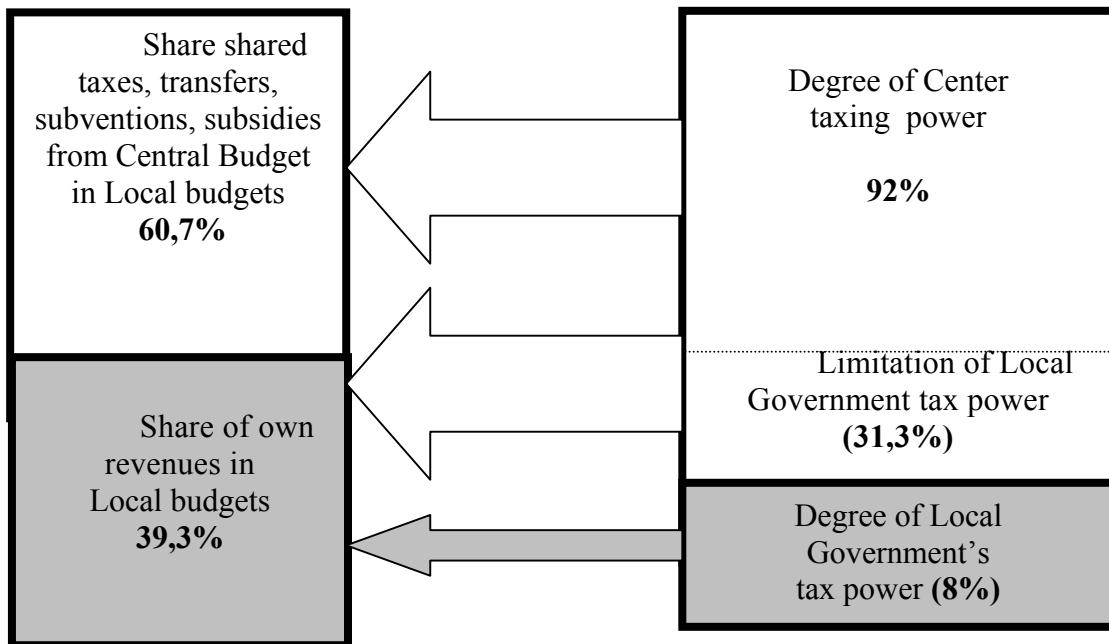 Share shared
taxes, transfers,
subventions, subsidies
from Central Budget
in Local budgets
60,7%
Share of own
revenues in
Local budgets
39,3%
Degree of Center
taxing power
92%
Limitation of Local
Government tax power
(31,3%)
Degree of Local
Government’s
tax power (8%)